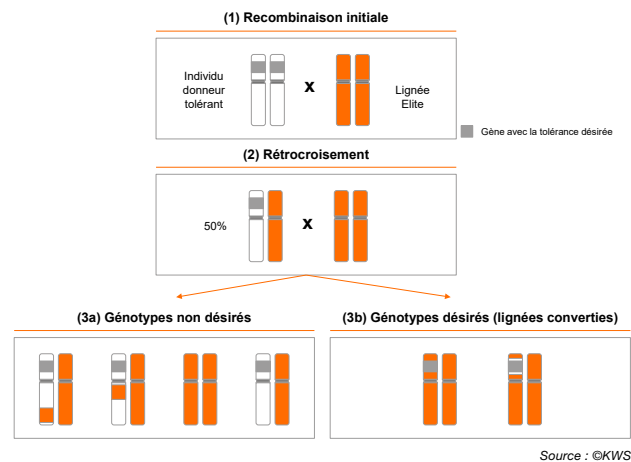 (1) Recombinaison initiale
Individu
donneur
tolérant
x
Lignée
Elite
Gène avec la tolérance désirée
(2) Rétrocroisement
50%
x
(3a) Génotypes non désirés
(3b) Génotypes désirés (lignées converties)
Source : ©KWS